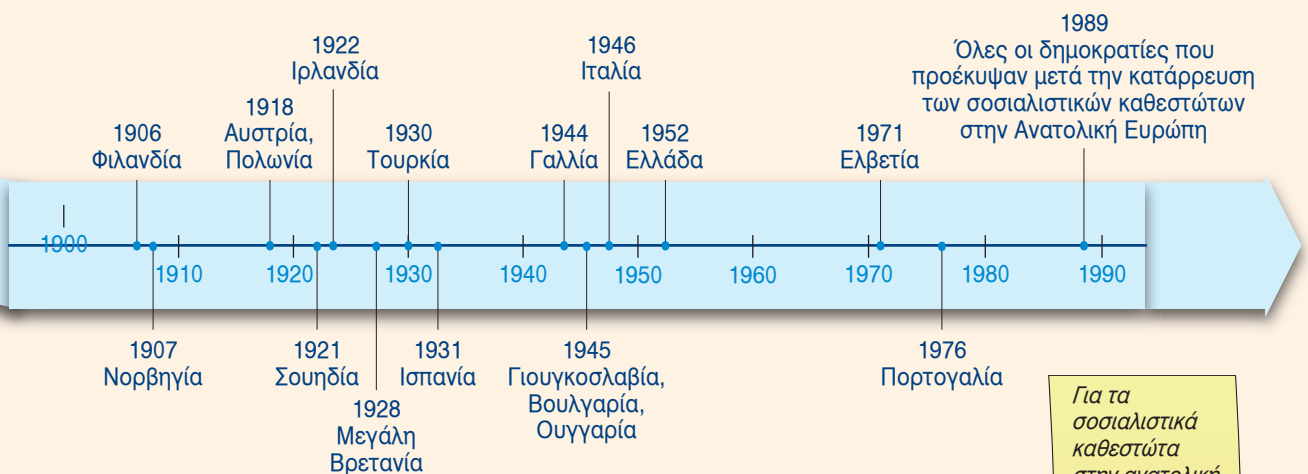 1989
Όλες οι δημοκρατίες που
προέκυψαν μετά την κατάρρευση
των σοσιαλιστικών καθεστώτων
στην Ανατολική Ευρώπη
1922
Ιρλανδία
1946
Ιταλία
1906
Φιλανδία
1918
Αυστρία,
Πολωνία
1930
Τουρκία
1944
Γαλλία
1952
Ελλάδα
1971
Ελβετία
1900
1910
1920
1930
1940
1950
1960
1970
1980
1990
1907
Νορβηγία
1921
Σουηδία
1928
Μεγάλη
Βρετανία
1931
Ισπανία
1945
Γιουγκοσλαβία,
Βουλγαρία,
Ουγγαρία
1976
Πορτογαλία
Για τα
σοσιαλιστικά
καθεστώτα
στην ανατολική